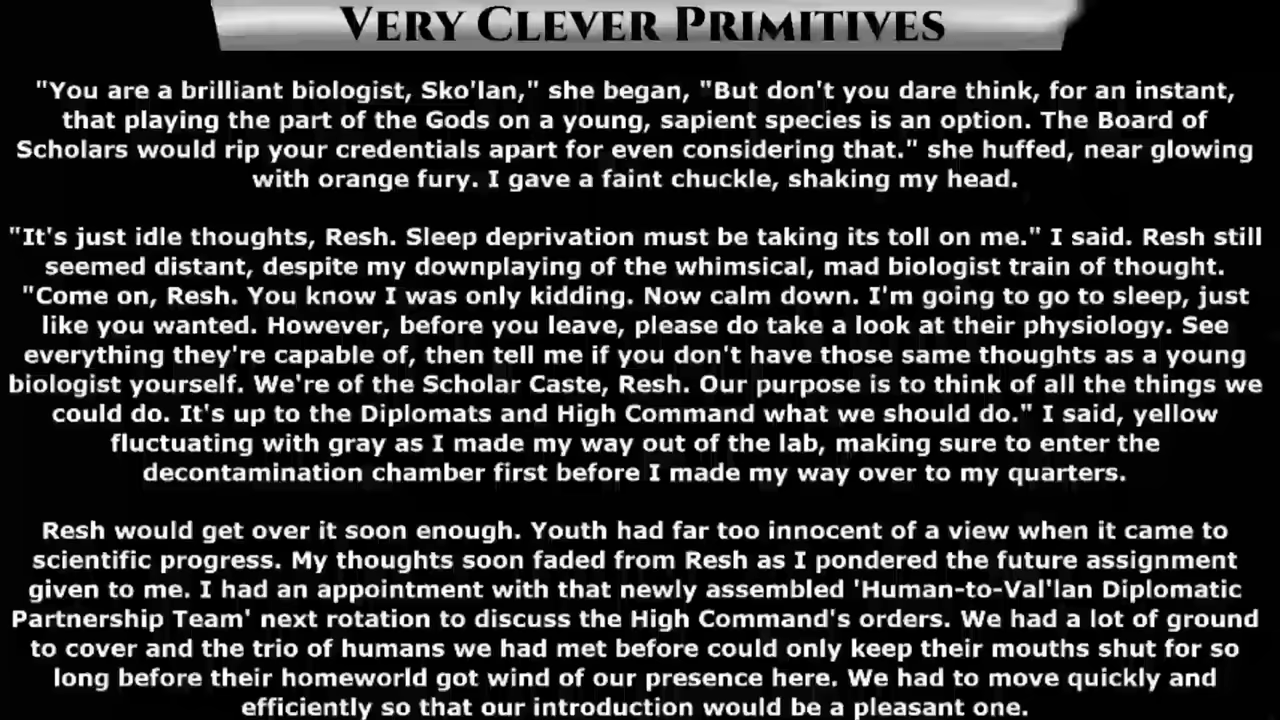 VERY CLEVER PRIMITIVES
"You are a brilliant biologist, Sko'lan," she began, "But don't you dare think, for an instant,
that playing the part of the Gods on a young, sapient species is an option. The Board of
Scholars would rip your credentials apart for even considering that." she huffed, near glowing
with orange fury. I gave a faint chuckle, shaking my head.
"It's just idle thoughts, Resh. Sleep deprivation must be taking its toll on me." I said. Resh still
seemed distant, despite my downplaying of the whimsical, mad biologist train of thought.
"Come on, Resh. You know I was only kidding. Now calm down. I'm going to go to sleep, just
like you wanted. However, before you leave, please do take a look at their physiology. See
everything they're capable of, then tell me if you don't have those same thoughts as a young
biologist yourself. We're of the Scholar Caste, Resh. Our purpose is to think of all the things we
could do. It's up to the Diplomats and High Command what we should do." I said, yellow
fluctuating with gray as I made my way out of the lab, making sure to enter the
decontamination chamber first before I made my way over to my quarters.
Resh would get over it soon enough. Youth had far too innocent of a view when it came to
scientific progress. My thoughts soon faded from Resh as I pondered the future assignment
given to me. I had an appointment with that newly assembled 'Human-to-Val'lan Diplomatic
Partnership Team' next rotation to discuss the High Command's orders. We had a lot of ground
to cover and the trio of humans we had met before could only keep their mouths shut for so
long before their homeworld got wind of our presence here. We had to move quickly and
efficiently so that our introduction would be a pleasant one.